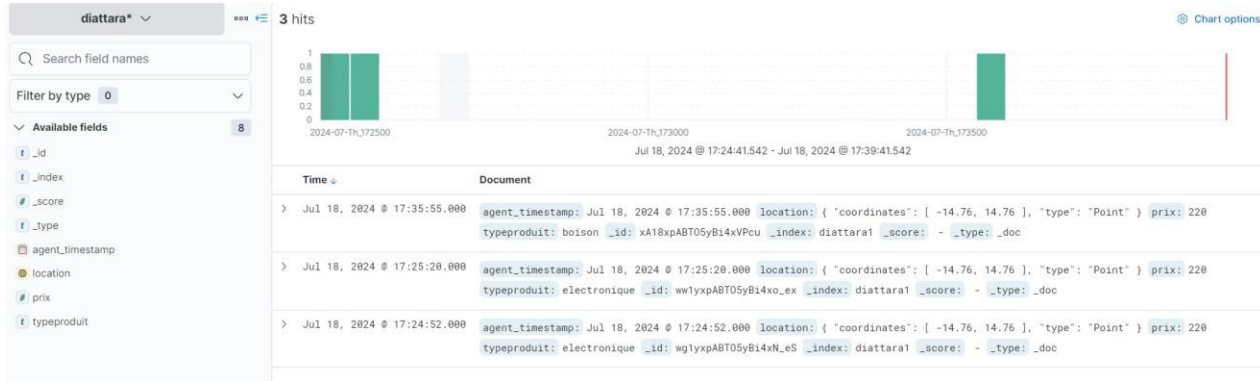 diattara*
3 hits
Chart options
Search field names
Filter by type 0
Available fields 8
t _id
t _index
# _score
t _type
agent_timestamp
location
# prix
t typeproduit
1
0.8
0.6
0.4
0.2
0
2024-07-Th_172500 2024-07-Th_173000 2024-07-Th_173500
Jul 18, 2024 @ 17:24:41.542 - Jul 18, 2024 @ 17:39:41.542
Time Document
Jul 18, 2024 @ 17:35:55.000 agent_timestamp: Jul 18, 2024 @ 17:35:55.000 location: { "coordinates": [ -14.76, 14.76 ], "type": "Point" } prix: 220
typeproduit: boison _id: xA18xpABTO5yBi4xVPcu _index: diattara1 _score: - _type: _doc
Jul 18, 2024 @ 17:25:20.000 agent_timestamp: Jul 18, 2024 @ 17:25:20.000 location: { "coordinates": [ -14.76, 14.76 ], "type": "Point" } prix: 220
typeproduit: electronique _id: ww1yxpABTO5yBi4xo_ex _index: diattara1 _score: - _type: _doc
Jul 18, 2024 @ 17:24:52.000 agent_timestamp: Jul 18, 2024 @ 17:24:52.000 location: { "coordinates": [ -14.76, 14.76 ], "type": "Point" } prix: 220
typeproduit: electronique _id: wg1yxpABTO5yBi4xN_eS _index: diattara1 _score: - _type: _doc